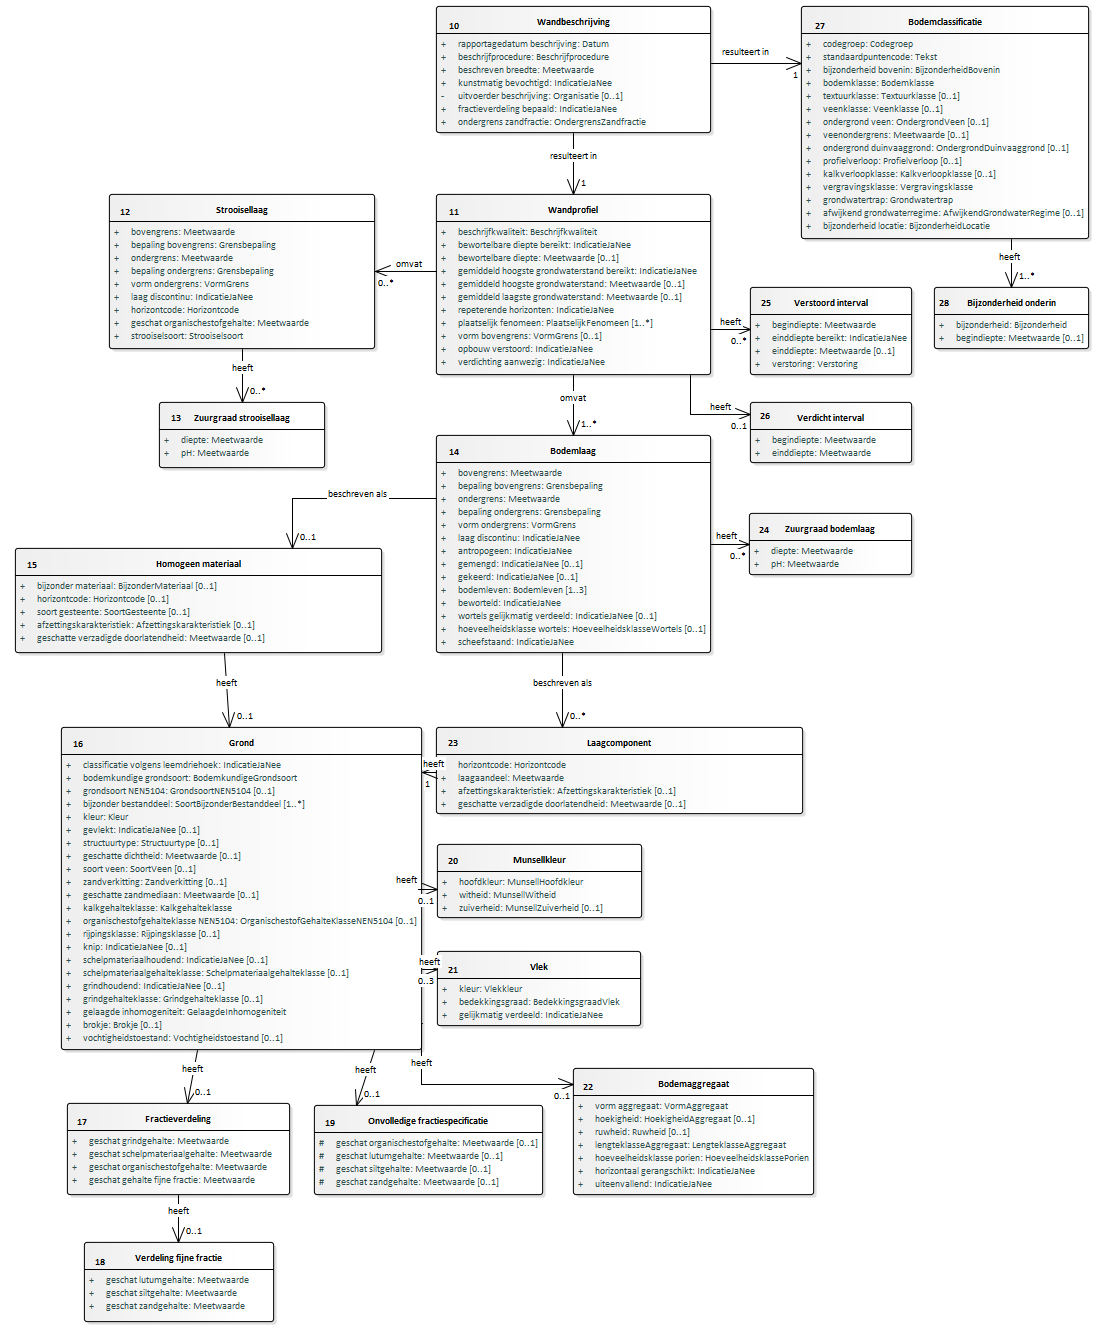 10 Wandbeschrijving
+ rapportagedatum beschrijving: Datum
+ beschrijfprocedure: Beschrijfprocedure
+ beschreven breedte: Meetwaarde
+ kunstmatig bevochtigd: IndicatieJaNee
- uitvoerder beschrijving: Organisatie [0..1]
+ fractieverdeling bepaald: IndicatieJaNee
+ ondergrens zandfractie: OndergrensZandfractie
resulteert in
1
27 Bodemclassificatie
+ codegroep: Codegroep
+ standaardpuntencode: Tekst
+ bijzonderheid bovenin: BijzonderheidBovenin
+ bodemklasse: Bodemklasse
+ textuurklasse: Textuurklasse [0..1]
+ veenklasse: Veenklasse [0..1]
+ ondergrond veen: OndergrondVeen [0..1]
+ veenondergrens: Meetwaarde [0..1]
+ ondergrond duinvaaggrond: OndergrondDuinvaaggrond [0..1]
+ profielverloop: Profielverloop [0..1]
+ kalkverloopklasse: Kalkverloopklasse [0..1]
+ vergravingsklasse: Vergravingsklasse
+ grondwatertrap: Grondwatertrap
+ afwijkend grondwaterregime: AfwijkendGrondwaterRegime [0..1]
+ bijzonderheid locatie: BijzonderheidLocatie
resulteert in
1
heeft
1..*
12 Strooisellaag
+ bovengrens: Meetwaarde
+ bepaling bovengrens: Grensbepaling
+ ondergrens: Meetwaarde
+ bepaling ondergrens: Grensbepaling
+ vorm ondergrens: VormGrens
+ laag discontinu: IndicatieJaNee
+ horizontcode: Horizontcode
+ geschat organischestofgehalte: Meetwaarde
+ strooiselsoort: Strooiselsoort
omvat
0..*
11 Wandprofiel
+ beschrijfkwaliteit: Beschrijfkwaliteit
+ bewortelbare diepte bereikt: IndicatieJaNee
+ bewortelbare diepte: Meetwaarde [0..1]
+ gemiddeld hoogste grondwaterstand bereikt: IndicatieJaNee
+ gemiddeld hoogste grondwaterstand: Meetwaarde [0..1]
+ gemiddeld laagste grondwaterstand: Meetwaarde [0..1]
+ repeterende horizonten: IndicatieJaNee
+ plaatselijk fenomeen: PlaatselijkFenomeen [1..*]
+ vorm bovengrens: VormGrens [0..1]
+ opbouw verstoord: IndicatieJaNee
+ verdichting aanwezig: IndicatieJaNee
heeft
0..*
25 Verstoord interval
+ begindiepte: Meetwaarde
+ einddiepte bereikt: IndicatieJaNee
+ einddiepte: Meetwaarde [0..1]
+ verstoring: Verstoring
28 Bijzonderheid onderin
+ bijzonderheid: Bijzonderheid
+ begindiepte: Meetwaarde [0..1]
heeft
0..*
omvat
1..*
heeft
0..1
26 Verdicht interval
+ begindiepte: Meetwaarde
+ einddiepte: Meetwaarde
13 Zuurgraad strooisellaag
+ diepte: Meetwaarde
+ pH: Meetwaarde
14 Bodemlaag
+ bovengrens: Meetwaarde
+ bepaling bovengrens: Grensbepaling
+ ondergrens: Meetwaarde
+ bepaling ondergrens: Grensbepaling
+ vorm ondergrens: VormGrens
+ laag discontinu: IndicatieJaNee
+ antropogeen: IndicatieJaNee
+ gemengd: IndicatieJaNee [0..1]
+ gekeerd: IndicatieJaNee [0..1]
+ bodemleven: Bodemleven [1..3]
+ beworteld: IndicatieJaNee
+ wortels gelijkmatig verdeeld: IndicatieJaNee [0..1]
+ hoeveelheidsklasse wortels: HoeveelheidsklasseWortels [0..1]
+ scheefstaand: IndicatieJaNee
beschreven als
0..1
heeft
0..*
24 Zuurgraad bodemlaag
+ diepte: Meetwaarde
+ pH: Meetwaarde
15 Homogeen materiaal
+ bijzonder materiaal: BijzonderMateriaal [0..1]
+ horizontcode: Horizontcode [0..1]
+ soort gesteente: SoortGesteente [0..1]
+ afzettingskarakteristiek: Afzettingskarakteristiek [0..1]
+ geschatte verzadigde doorlatendheid: Meetwaarde [0..1]
heeft
0..1
beschreven als
0..*
16 Grond
+ classificatie volgens leemdriehoek: IndicatieJaNee
+ bodemkundige grondsoort: BodemkundigeGrondsoort
+ grondsoort NEN5104: GrondsoortNEN5104 [0..1]
+ bijzonder bestanddeel: SoortBijzonderBestanddeel [1..*]
+ kleur: Kleur
+ gevlekt: IndicatieJaNee [0..1]
+ structuurtype: Structuurtype [0..1]
+ geschatte dichtheid: Meetwaarde [0..1]
+ soort veen: SoortVeen [0..1]
+ zandverkitting: Zandverkitting [0..1]
+ geschatte zandmediaan: Meetwaarde [0..1]
+ kalkgehalteklasse: Kalkgehalteklasse
+ organischestofgehalteklasse NEN5104: OrganischestofGehalteKlasseNEN5104 [0..1]
+ rijpingsklasse: Rijpingsklasse [0..1]
+ knip: IndicatieJaNee [0..1]
+ schelpmateriaalhoudend: IndicatieJaNee [0..1]
+ schelpmateriaalgehalteklasse: Schelpmateriaalgehalteklasse [0..1]
+ grindhoudend: IndicatieJaNee [0..1]
+ grindgehalteklasse: Grindgehalteklasse [0..1]
+ gelaagde inhomogeniteit: GelaagdeInhomogeniteit
+ brokje: Brokje [0..1]
+ vochtigheidstoestand: Vochtigheidstoestand [0..1]
23 Laagcomponent
horizontcode: Horizontcode
+ laagaandeel: Meetwaarde
+ afzettingskarakteristiek: Afzettingskarakteristiek [0..1]
+ geschatte verzadigde doorlatendheid: Meetwaarde [0..1]
heeft
1
20 Munsellkleur
+ hoofdkleur: MunsellHoofdkleur
+ witheid: MunsellWitheid
+ zuiverheid: MunsellZuiverheid [0..1]
heeft
0..1
21 Vlek
+ kleur: Vlekkleur
+ bedekkingsgraad: BedekkingsgraadVlek
+ gelijkmatig verdeeld: IndicatieJaNee
heeft
0..3
heeft
0..1
heeft
0..1
heeft
0..1
22 Bodemaggregaat
+ vorm aggregaat: VormAggregaat
+ hoekigheid: HoekigheidAggregaat [0..1]
+ ruwheid: Ruwheid [0..1]
+ lengteklasseAggregaat: LengteklasseAggregaat
+ hoeveelheidsklasse porien: HoeveelheidsklassePorien
+ horizontaal gerangschikt: IndicatieJaNee
+ uiteenvallend: IndicatieJaNee
17 Fractieverdeling
+ geschat grindgehalte: Meetwaarde
+ geschat schelpmateriaalgehalte: Meetwaarde
+ geschat organischestofgehalte: Meetwaarde
+ geschat gehalte fijne fractie: Meetwaarde
19 Onvolledige fractiespecificatie
# geschat organischestofgehalte: Meetwaarde [0..1]
# geschat lutumgehalte: Meetwaarde [0..1]
# geschat siltgehalte: Meetwaarde [0..1]
# geschat zandgehalte: Meetwaarde [0..1]
heeft
0..1
18 Verdeling fijne fractie
+ geschat lutumgehalte: Meetwaarde
+ geschat siltgehalte: Meetwaarde
+ geschat zandgehalte: Meetwaarde